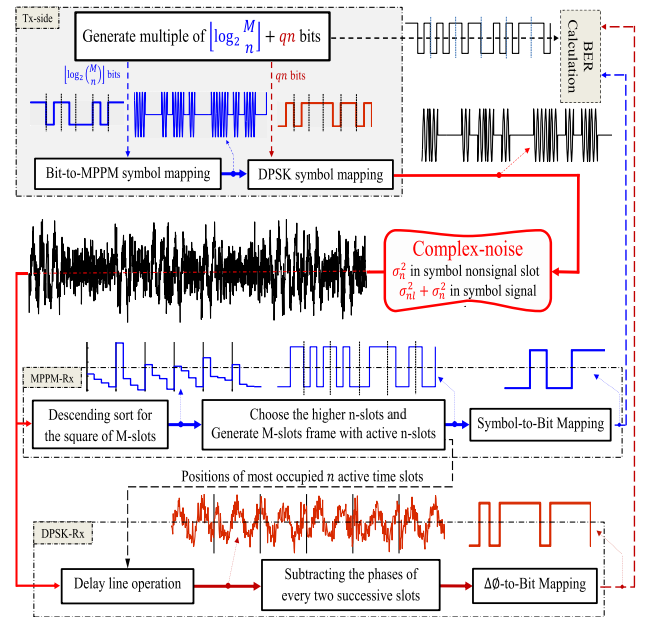 Tx-side
Generate multiple of ⌊log₂ M n⌋ + qn bits
⌊log₂(M n)⌋ bits
qn bits
BER
Calculation
Bit-to-MPPM symbol mapping
DPSK symbol mapping
Complex-noise
σ²ₙ in symbol nonsignal slot
σ²ₙₗ + σ²ₙ in symbol signal
MPPM-Rx
Descending sort for
the square of M-slots
Choose the higher n-slots and
Generate M-slots frame with active n-slots
Symbol-to-Bit Mapping
Positions of most occupied n active time slots
DPSK-Rx
Delay line operation
Subtracting the phases of
every two successive slots
ΔØ-to-Bit Mapping